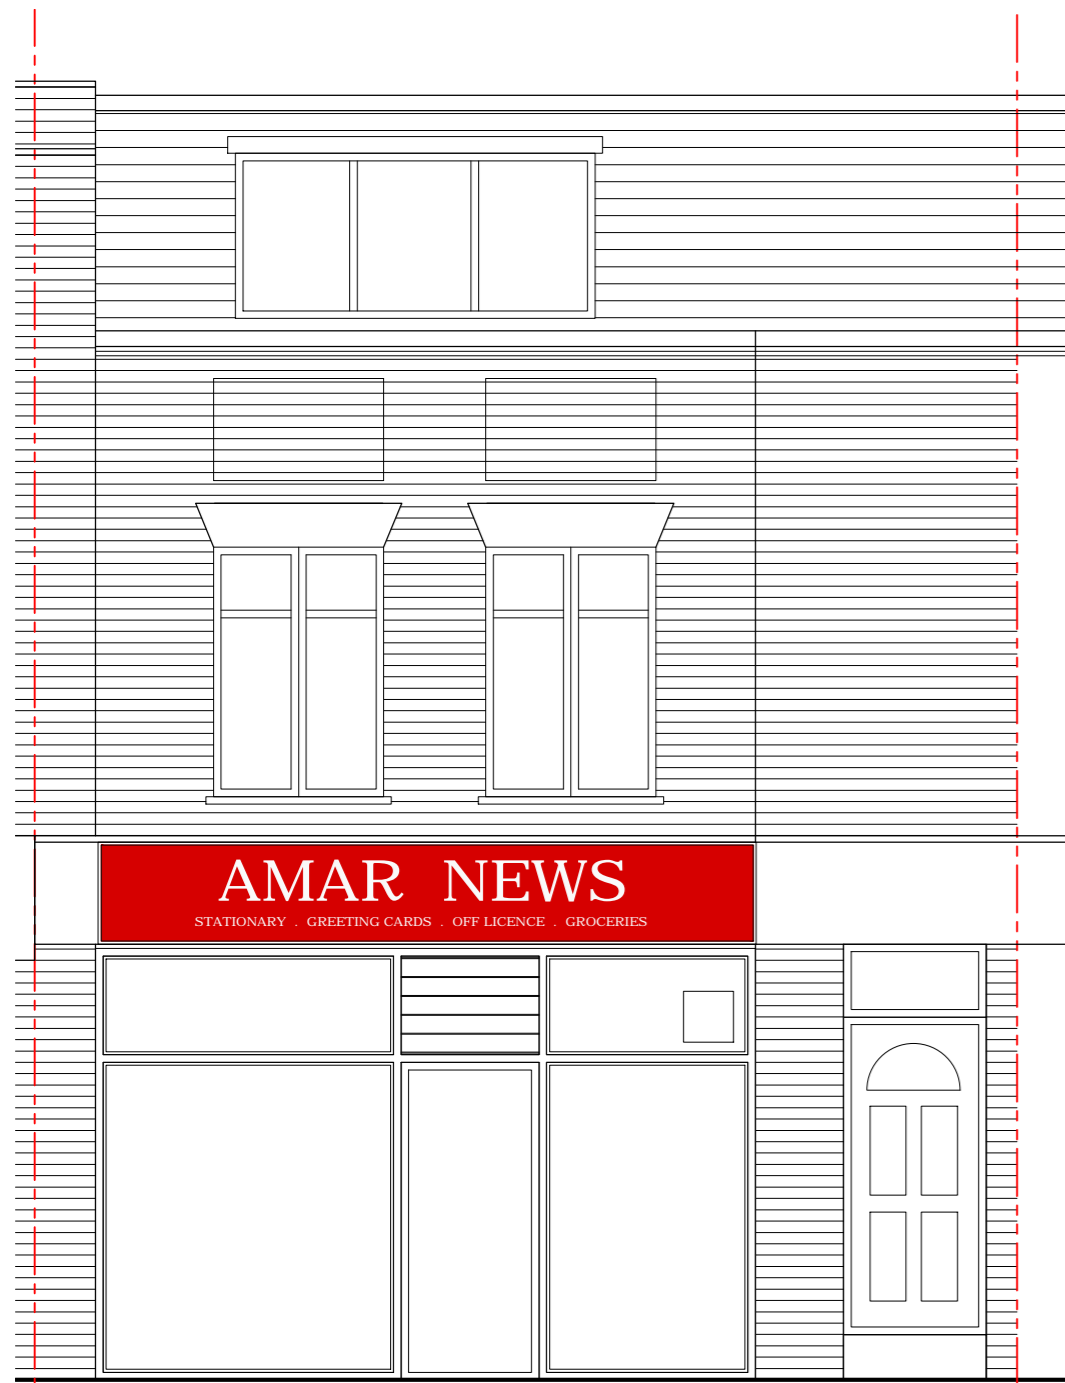 AMAR NEWS
STATIONARY . GREETING CARDS . OFF LICENCE . GROCERIES